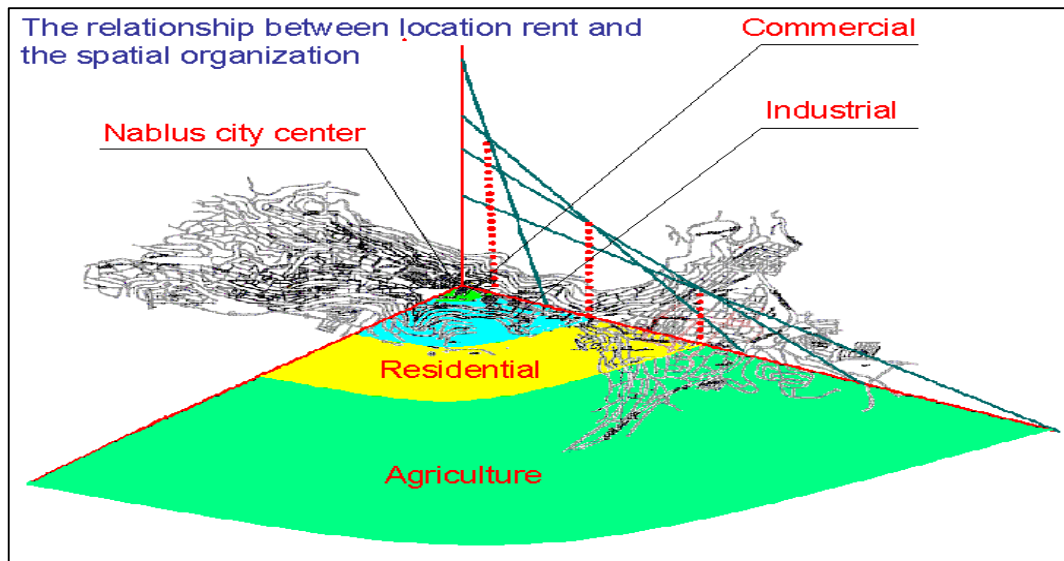 The relationship between location rent and
the spatial organization
Commercial
Industrial
Nablus city center
Residential
Agriculture